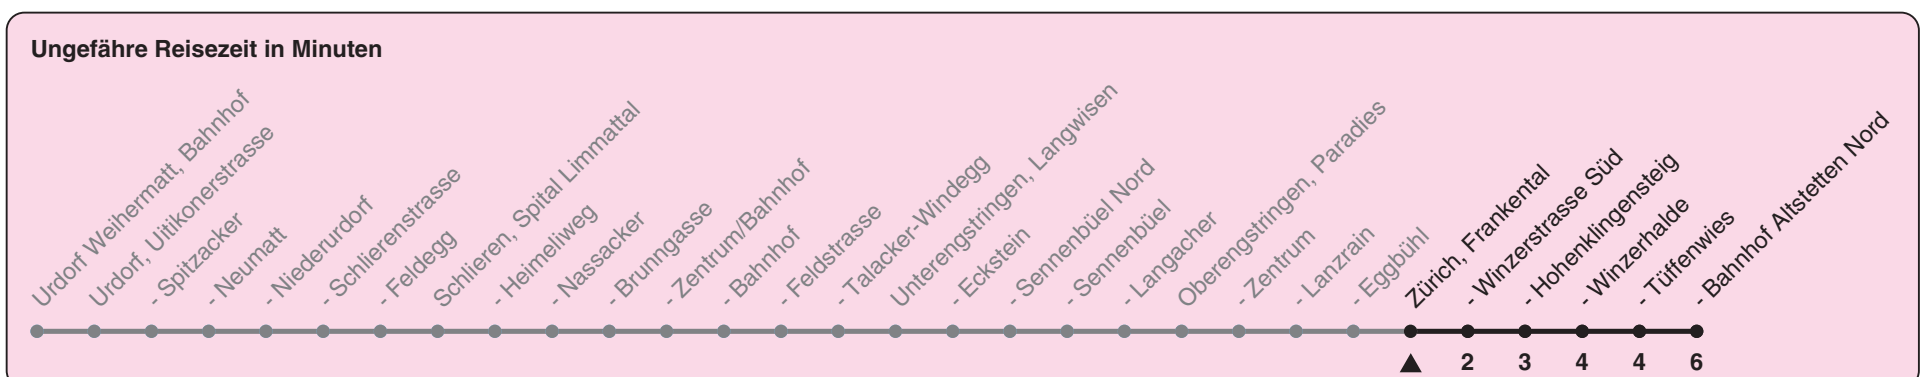 Ungefähre Reisezeit in Minuten
Urdorf Weihermatt, Bahnhof
Urdorf, Uitikonerstrasse
- Spitzacker
- Neumatt
- Niederurdorf
- Schlierenstrasse
- Feldegg
Schlieren, Spital Limmattal
- Heimeliweg
- Nassacker
- Brunngasse
- Zentrum/Bahnhof
- Bahnhof
- Feldstrasse
- Talacker-Windegg
Unterengstringen, Langwisen
- Eckstein
- Sennenbüel Nord
- Sennenbüel
- Langacher
Oberengstringen, Paradies
- Zentrum
- Lanzrain
- Eggbühl
Zürich, Frankental
- Winzerstrasse Süd
- Hohenklingensteig
- Winzerhalde
- Tüffenwies
- Bahnhof Altstetten Nord
2 3 4 4 6